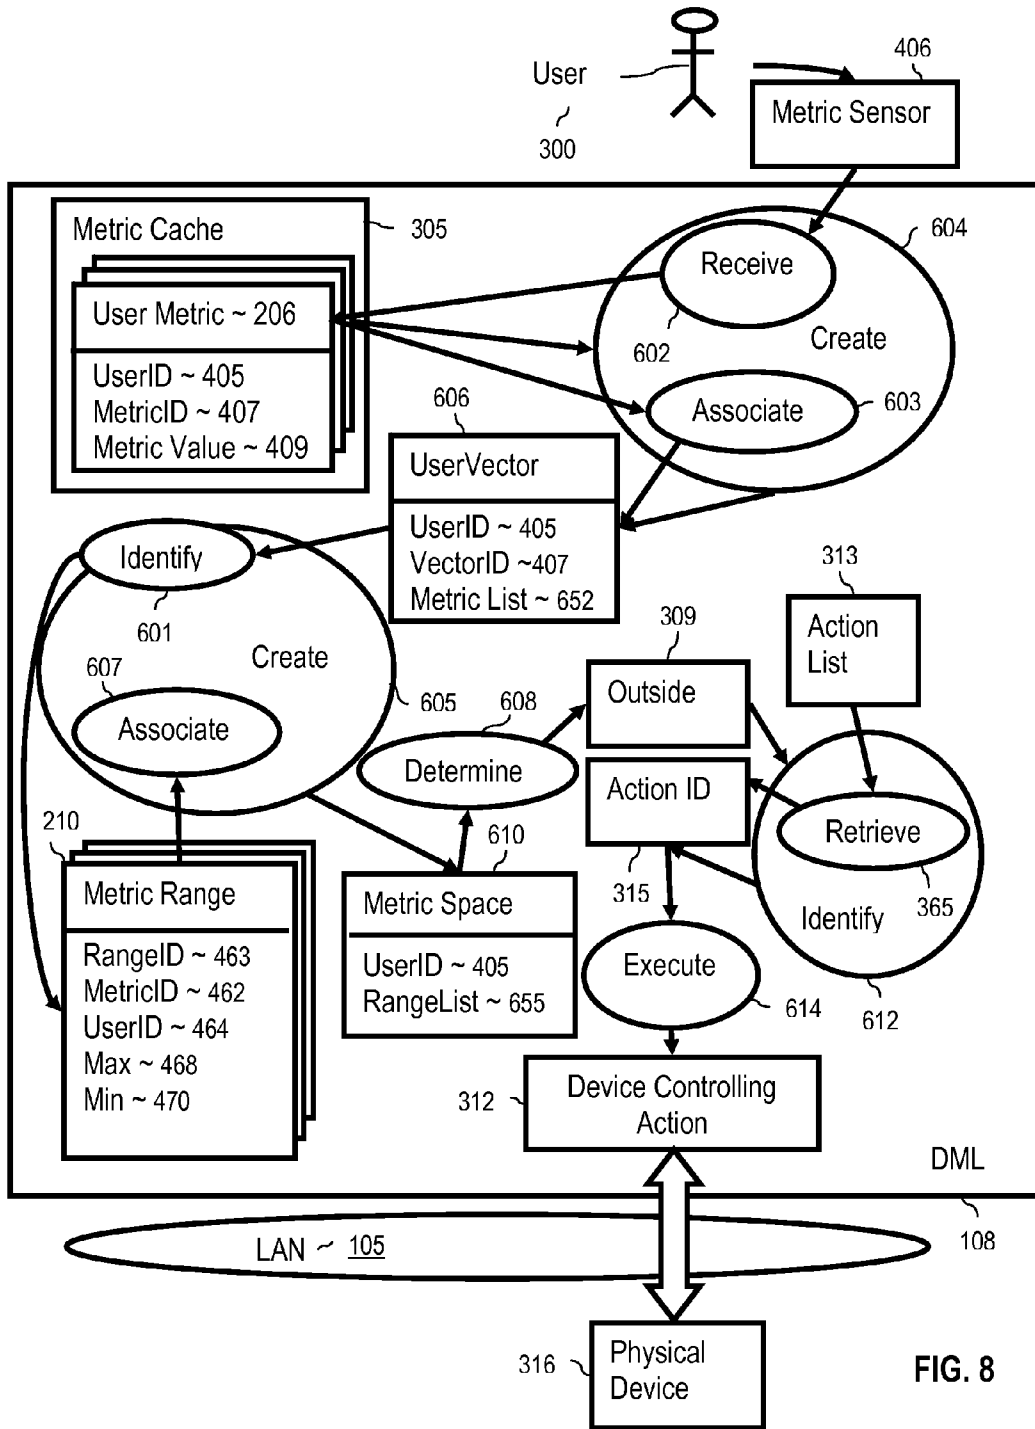 User
300
406
Metric Sensor
Metric Cache
305
User Metric ~ 206
UserID ~ 405
MetricID ~ 407
Metric Value ~ 409
Receive
602
604
Create
Associate
603
606
UserVector
UserID ~ 405
VectorID ~407
Metric List ~ 652
Identify
601
Create
607
Associate
605
608
Determine
309
Outside
313
Action
List
Action ID
315
Retrieve
365
Identify
612
210
Metric Range
RangeID ~ 463
MetricID ~ 462
UserID ~ 464
Max ~ 468
Min ~ 470
610
Metric Space
UserID ~ 405
RangeList ~ 655
Execute
614
312
Device Controlling
Action
DML
108
LAN ~ 105
316
Physical
Device
FIG. 8